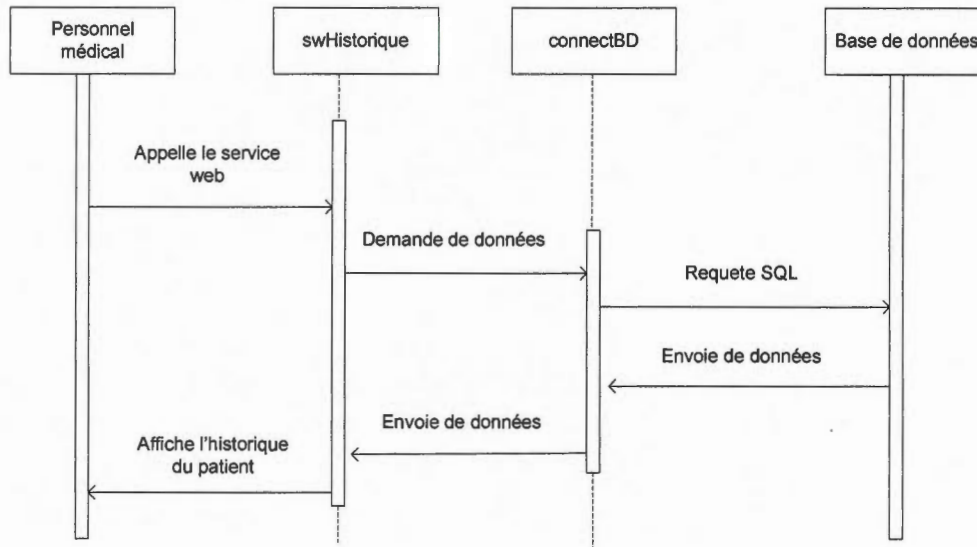 Personnel
médical
swHistorique
connectBD
Base de données
Appelle le service
web
Demande de données
Requete SQL
Envoie de données
Envoie de données
Affiche l'historique
du patient